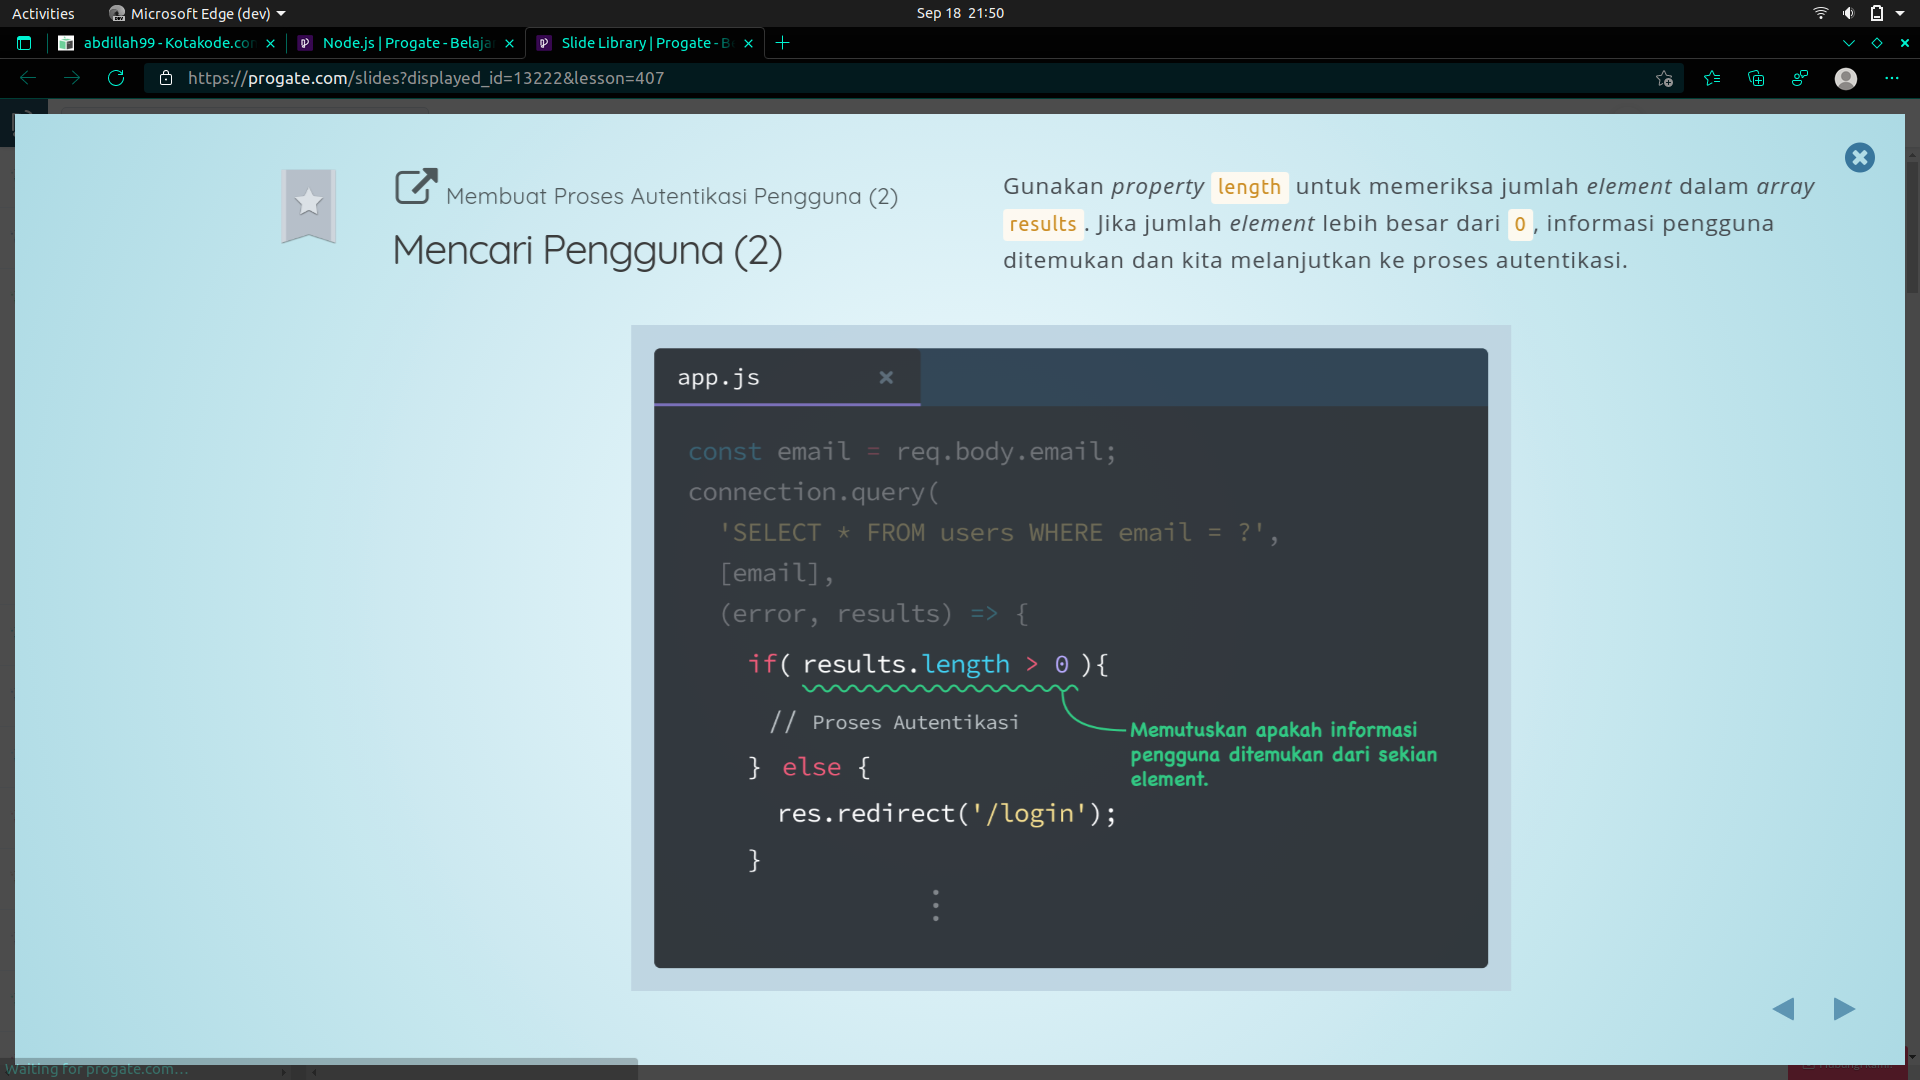 Activities
Microsoft Edge (dev)
Sep 18 21:50
abdillah99 - Kotakode.co
Node.js | Progate - Belaja
Slide Library | Progate - B
https://progate.com/slides?displayed_id=13222&lesson=407
Membuat Proses Autentikasi Pengguna (2)
Mencari Pengguna (2)
Gunakan property length untuk memeriksa jumlah element dalam array
results. Jika jumlah element lebih besar dari 0, informasi pengguna
ditemukan dan kita melanjutkan ke proses autentikasi.
app.js
const email = req.body.email;
connection.query(
'SELECT * FROM users WHERE email = ?',
[email],
(error, results) => {
if( results.length > 0 ){
// Proses Autentikasi
} else {
res.redirect('/login');
}
Memutuskan apakah informasi
pengguna ditemukan dari sekian
element.
Waiting for progate.com...